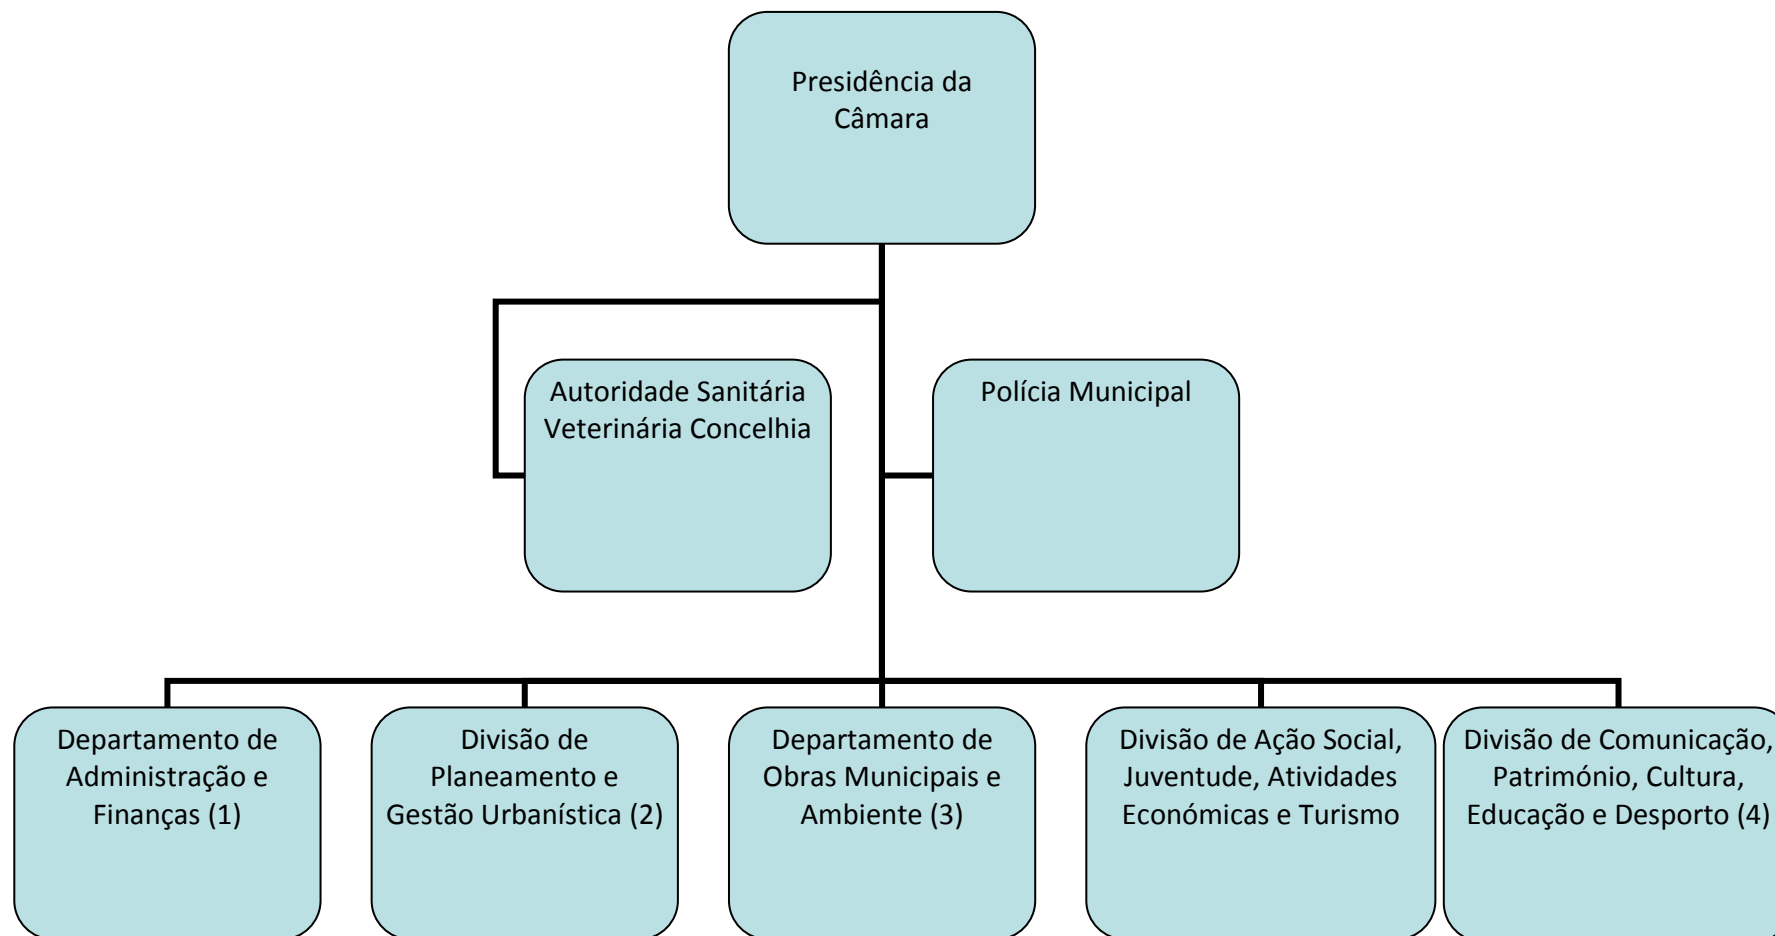 Presidência da
Câmara
Autoridade Sanitária
Veterinária Concelhia
Polícia Municipal
Departamento de
Administração e
Finanças (1)
Divisão de
Planeamento e
Gestão Urbanística (2)
Departamento de
Obras Municipais e
Ambiente (3)
Divisão de Ação Social,
Juventude, Atividades
Económicas e Turismo
Divisão de Comunicação,
Património, Cultura,
Educação e Desporto (4)